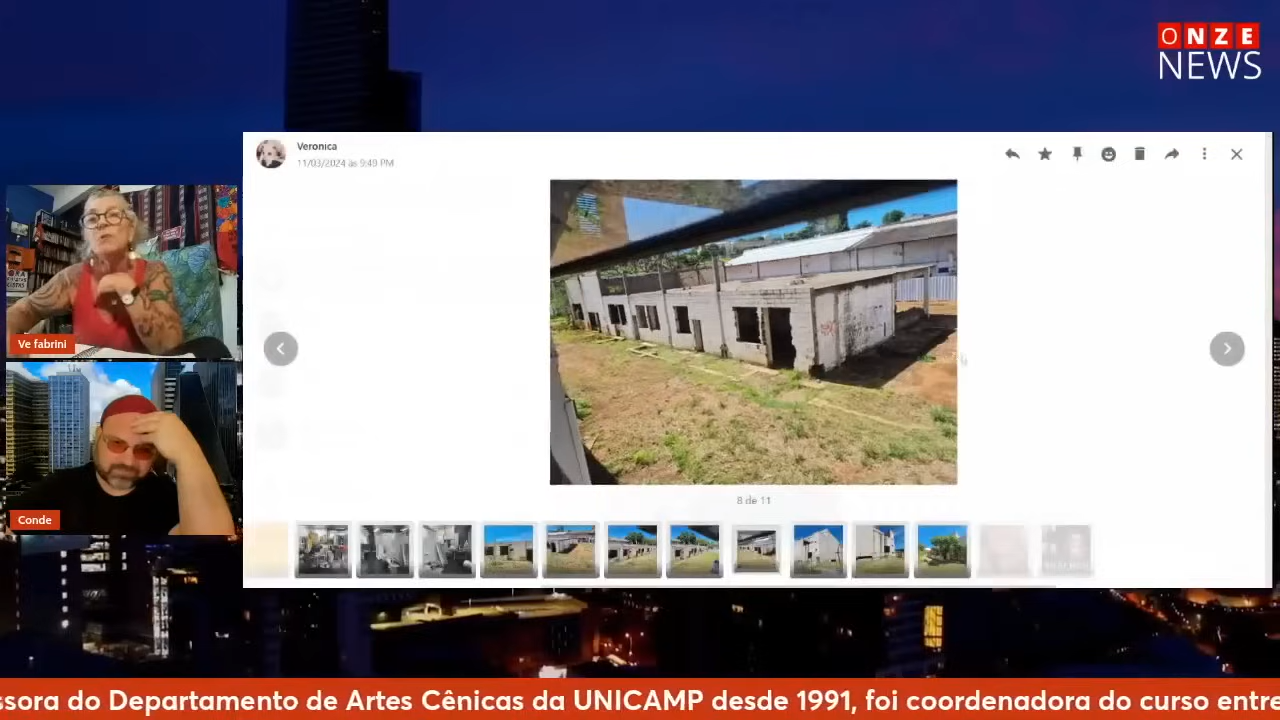 ONZE
NEWS
Veronica
11/03/2024 às 9:49 PM
Ve fabrini
8 de 11
Conde
ssora do Departamento de Artes Cênicas da UNICAMP desde 1991, foi coordenadora do curso entre